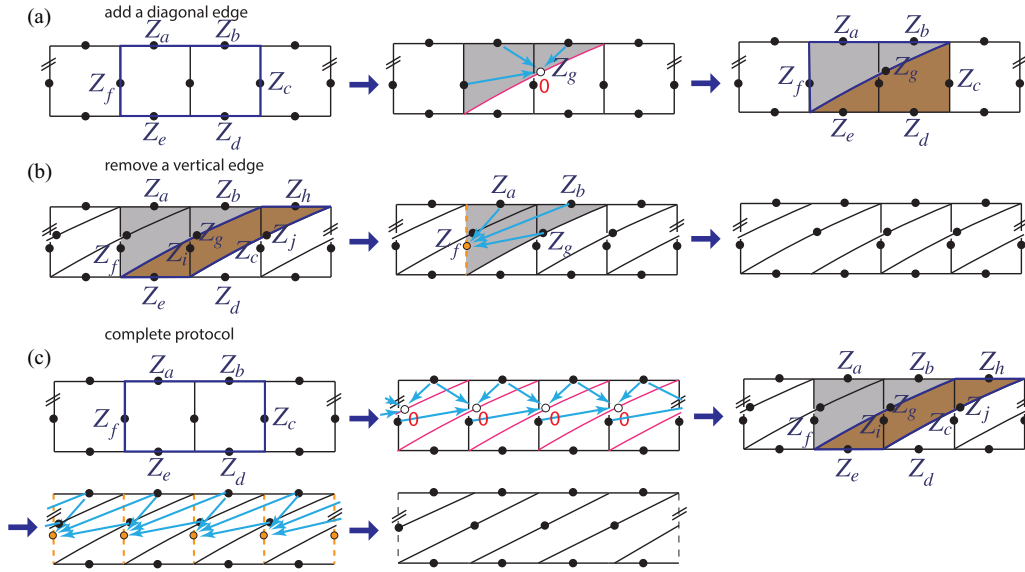 add a diagonal edge
(a)
Z_a Z_b
Z_f Z_c
Z_e Z_d
Z_g
0
Z_a Z_b
Z_f Z_g Z_c
Z_e Z_d
remove a vertical edge
(b)
Z_a Z_b Z_h
Z_f Z_g Z_i Z_c Z_j
Z_e Z_d
Z_a Z_b
Z_f Z_g
complete protocol
(c)
Z_a Z_b
Z_f Z_c
Z_e Z_d
0 0 0 0
Z_a Z_b Z_h
Z_f Z_g Z_i Z_c Z_j
Z_e Z_d